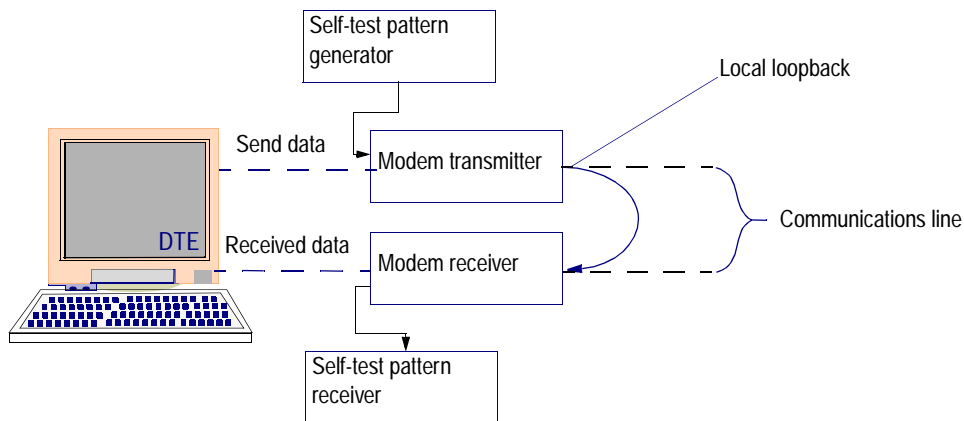 Self-test pattern
generator
Local loopback
Send data
Modem transmitter
Communications line
DTE
Received data
Modem receiver
Self-test pattern
receiver